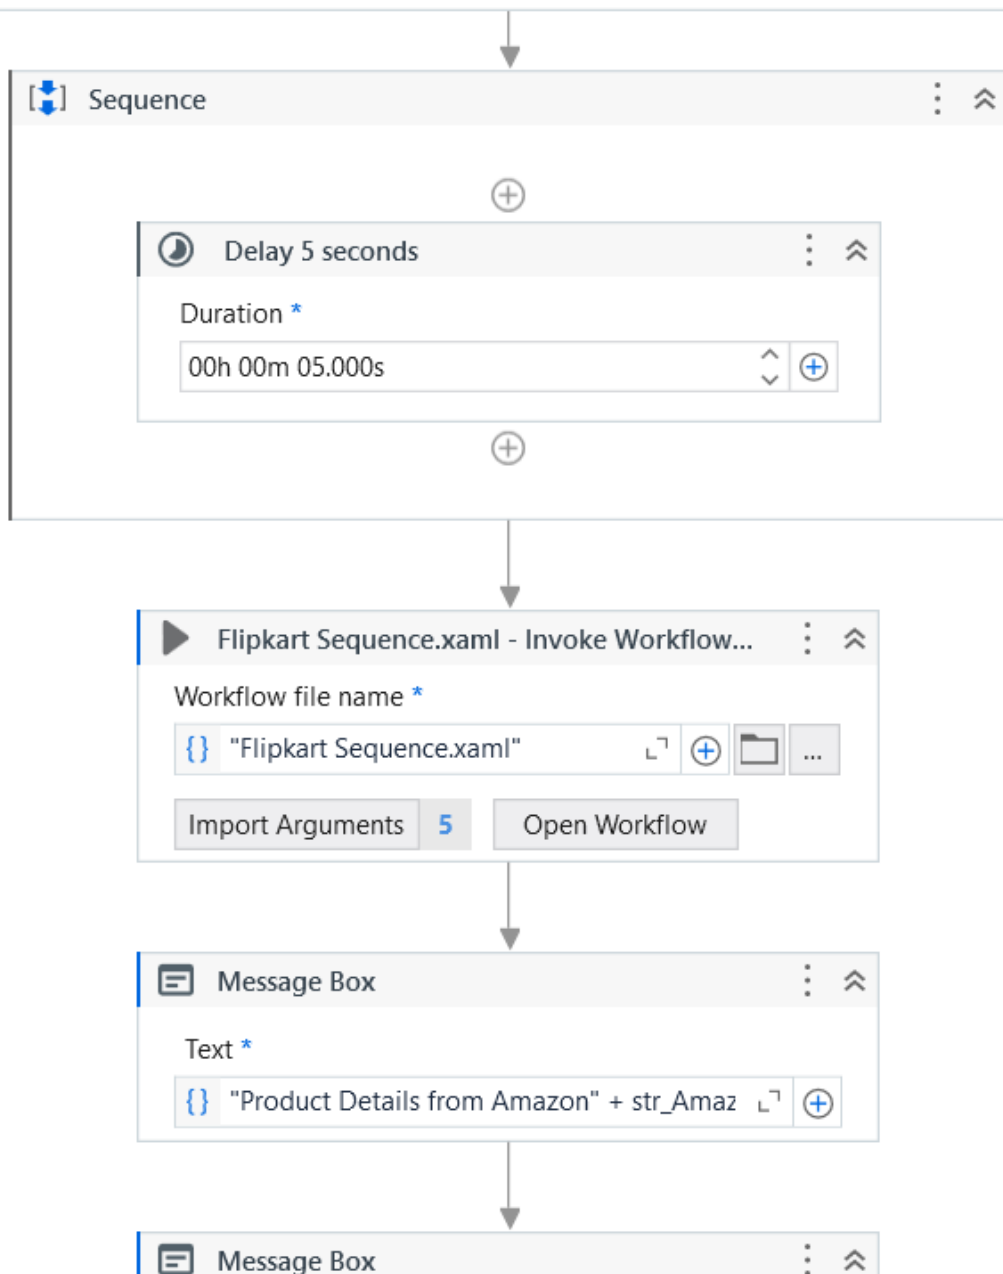 Sequence
Delay 5 seconds
Duration *
00h 00m 05.000s
Flipkart Sequence.xaml - Invoke Workflow...
Workflow file name *
{} "Flipkart Sequence.xaml" ...
Import Arguments 5 Open Workflow
Message Box
Text *
{} "Product Details from Amazon" + str_Amaz
Message Box